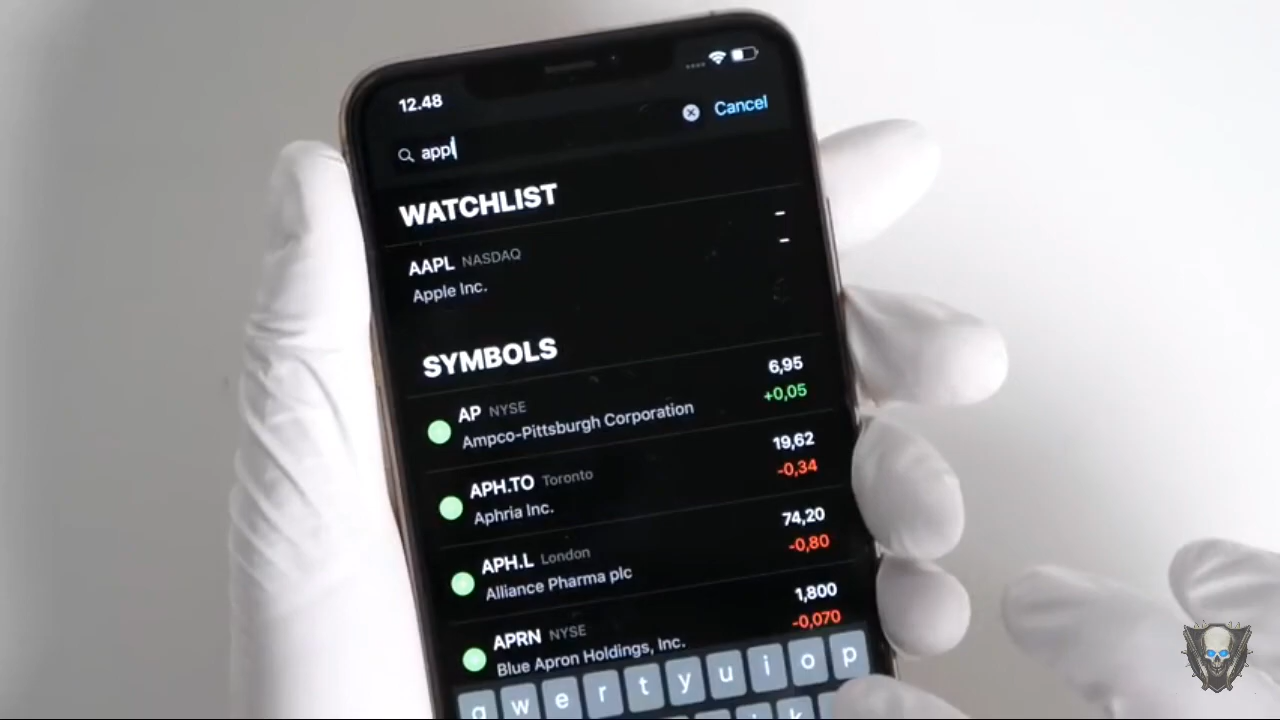 12.48
appl
Cancel
WATCHLIST
AAPL NASDAQ
Apple Inc.
–
–
SYMBOLS
AP NYSE
Ampco-Pittsburgh Corporation
6,95
+0,05
APH.TO Toronto
Aphria Inc.
19,62
-0,34
APH.L London
Alliance Pharma plc
74,20
-0,80
APRN NYSE
Blue Apron Holdings, Inc.
1,800
-0,070
q w e r t y u i o p
k